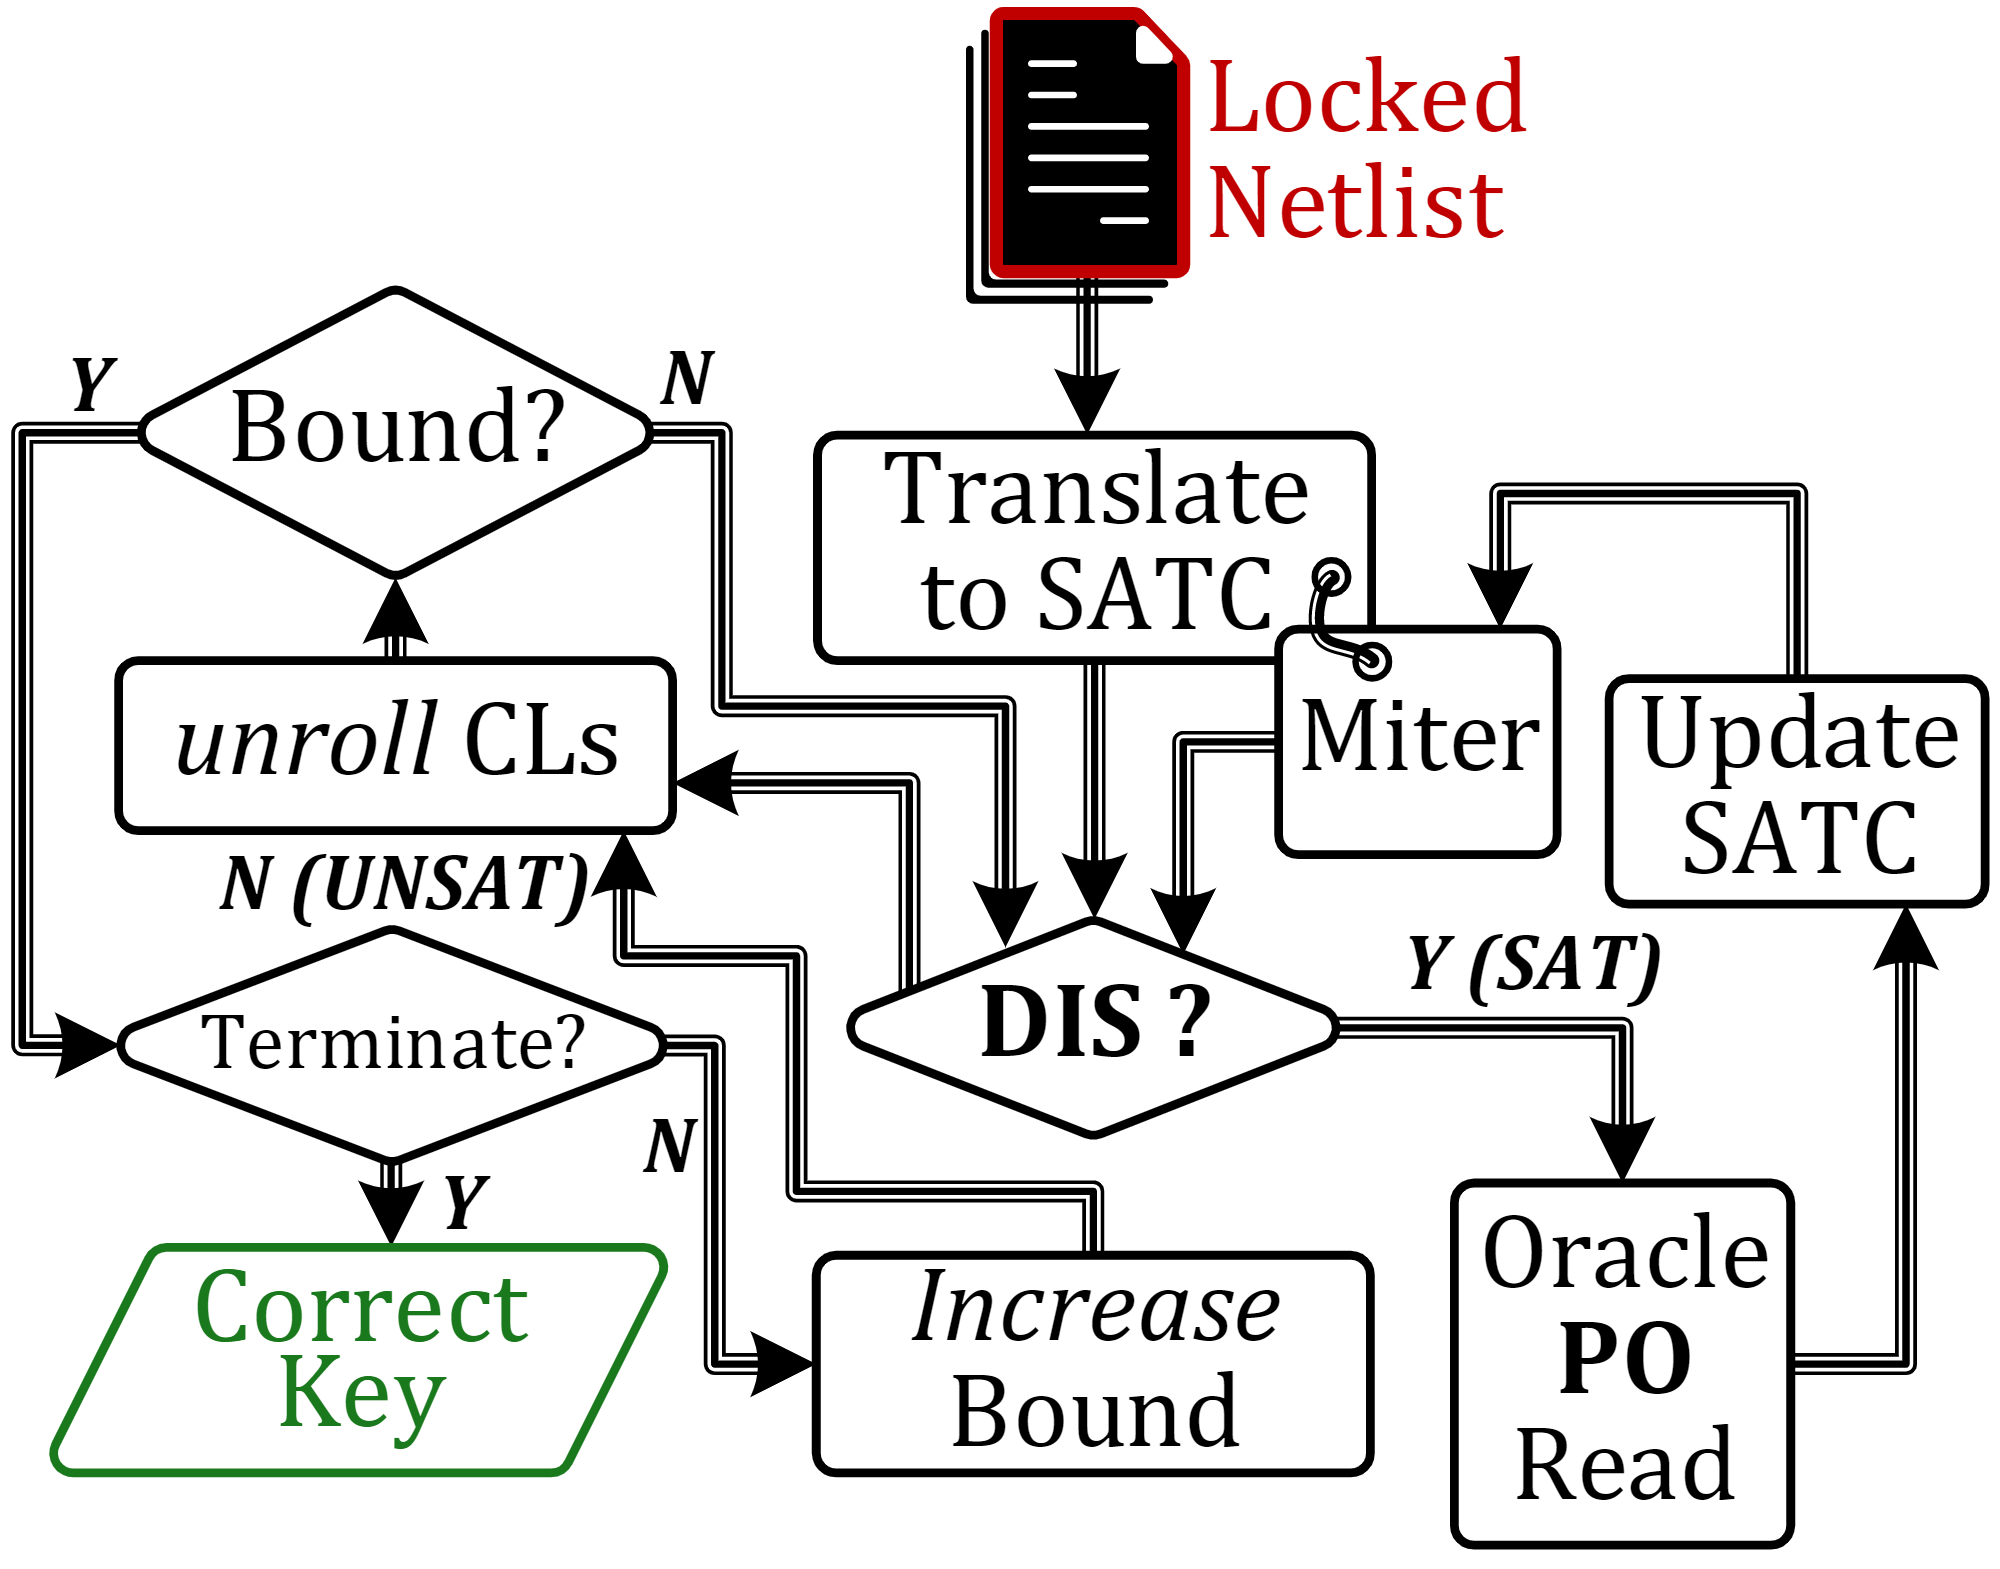 Locked
Netlist
Y
Bound?
N
Translate
to SATC
unroll CLs
Miter
Update
SATC
N (UNSAT)
Y (SAT)
DIS ?
Terminate?
N
Y
Correct
Key
Increase
Bound
Oracle
PO
Read